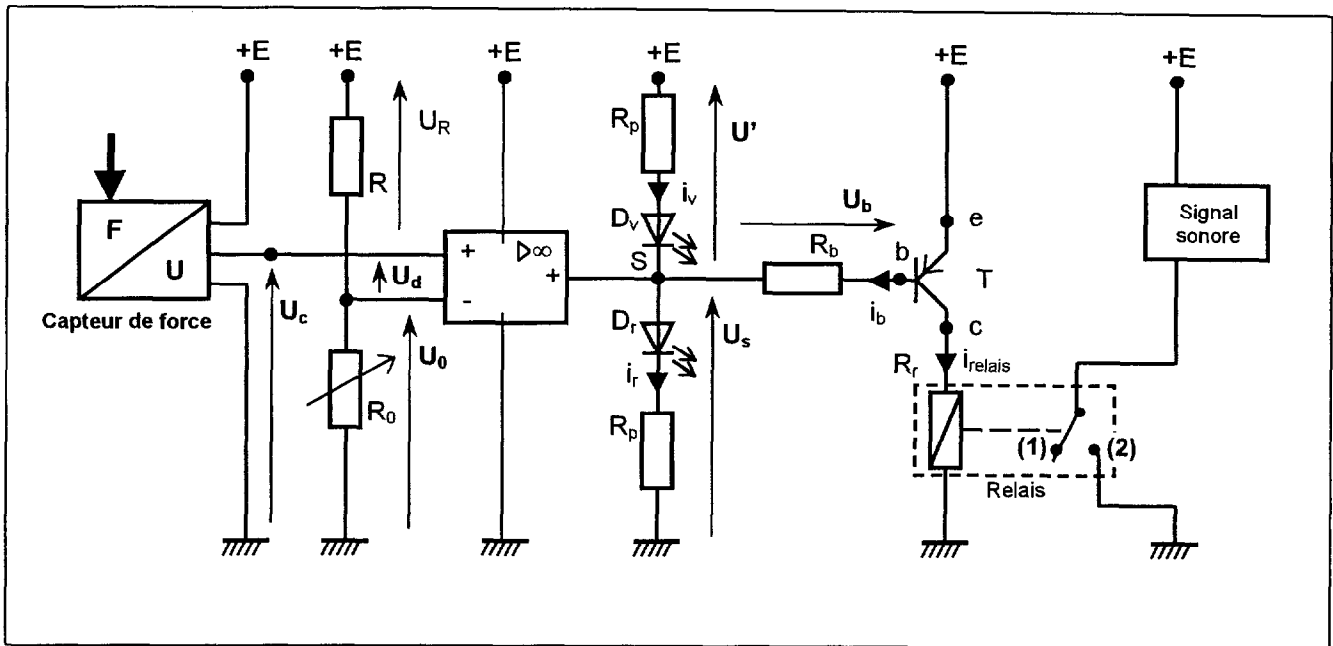 +E
+E
+E
+E
+E
+E
U_R
R_p
U'
R
i_v
F
U
D_v
U_b
e
Signal
sonore
+
▷∞
+
-
S
R_b
b
T
U_d
i_b
Capteur de force
U_c
U_0
D_r
U_s
c
i_r
R_r
i_relais
R_0
R_p
(1)
(2)
Relais